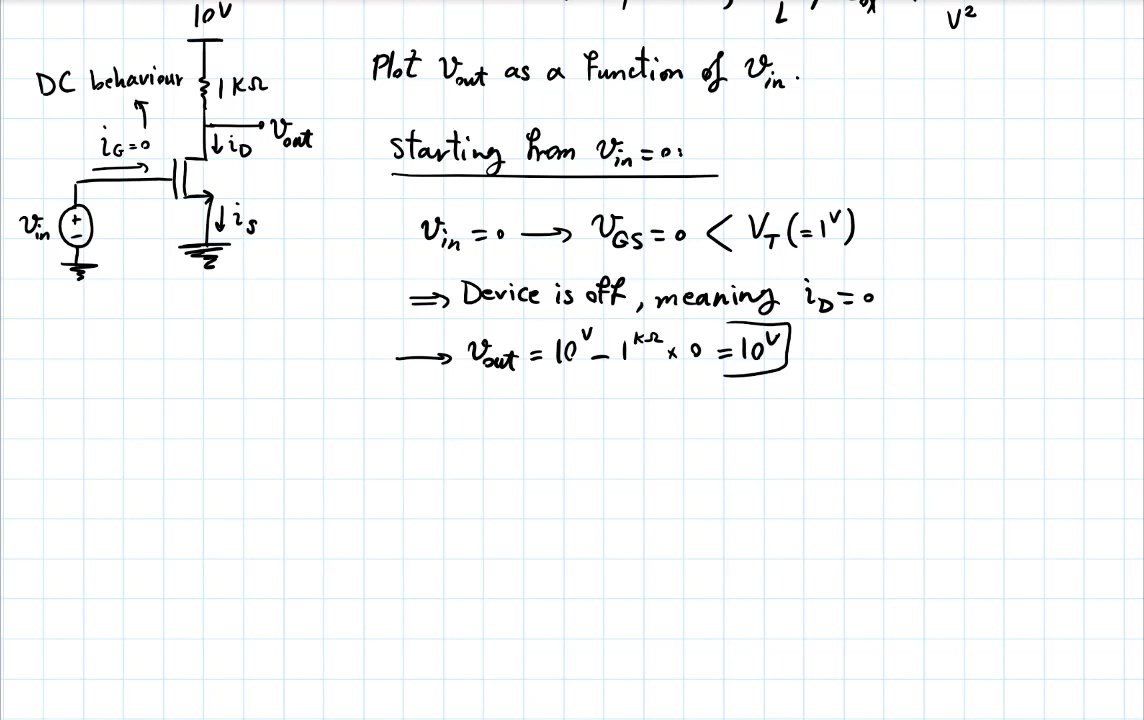 L ox V²
10V
Plot Vout as a function of Vin.
DC behaviour 1KΩ
iG=0 iD Vout
starting from Vin=0:
Vin iS
Vin = 0 → VGS = 0 < VT (=1V)
⇒ Device is off, meaning iD = 0
→ Vout = 10V - 1KΩ × 0 = 10V